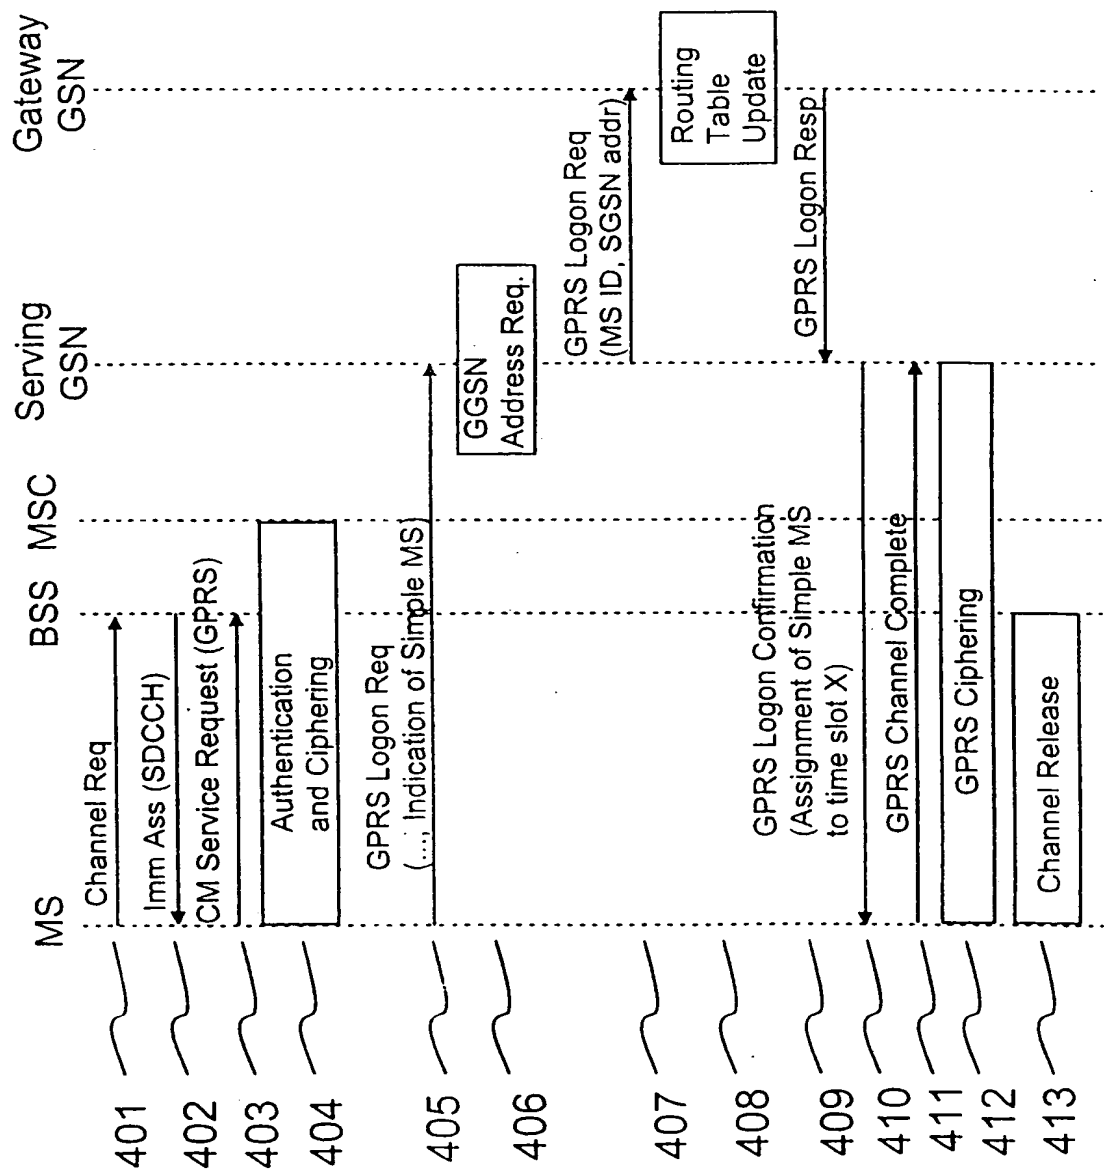 MS
BSS
MSC
Serving
GSN
Gateway
GSN
401
Channel Req
402
Imm Ass (SDCCH)
403
CM Service Request (GPRS)
404
Authentication
and Ciphering
405
GPRS Logon Req
(..., Indication of Simple MS)
406
GGSN
Address Req.
407
GPRS Logon Req
(MS ID, SGSN addr)
408
Routing
Table
Update
409
GPRS Logon Resp
410
GPRS Logon Confirmation
(Assignment of Simple MS
to time slot X)
411
GPRS Channel Complete
412
GPRS Ciphering
413
Channel Release